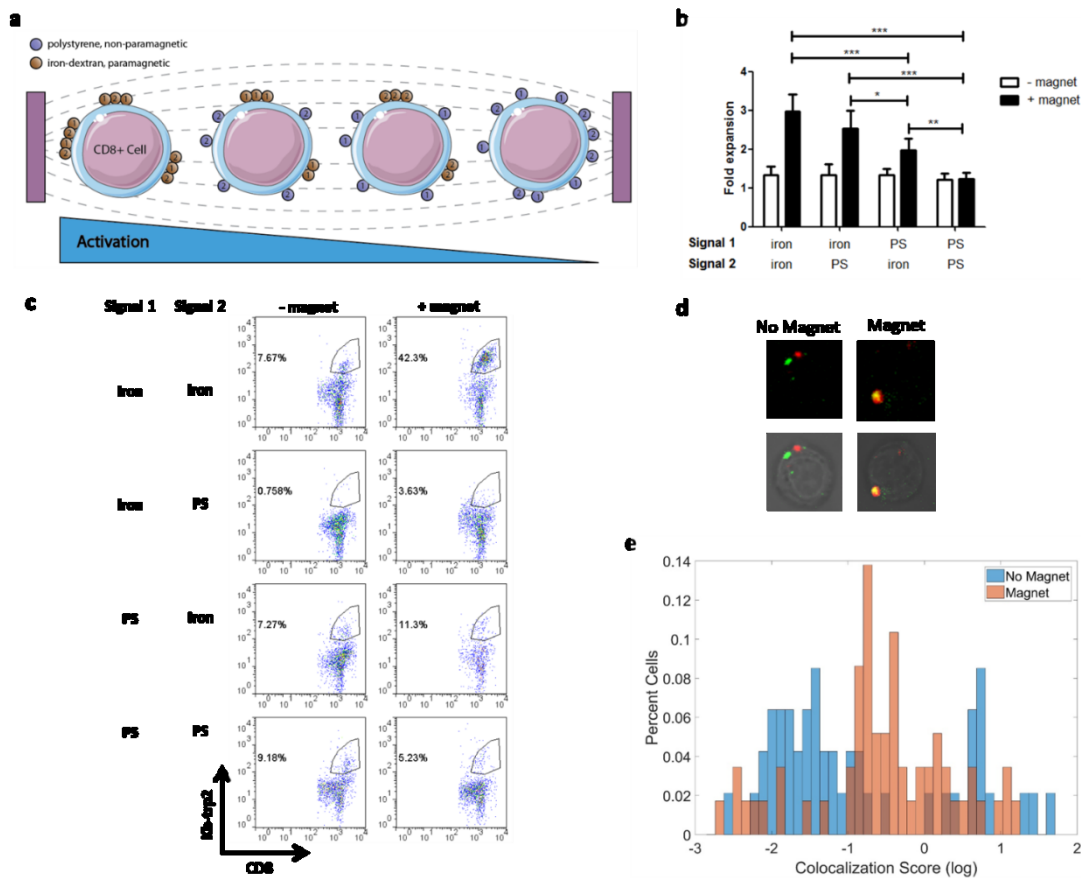 a
polystyrene, non-paramagnetic
iron-dextran, paramagnetic
CD8+ Cell
Activation
b
Fold expansion
4
3
2
1
0
***
***
***
*
**
- magnet
+ magnet
Signal 1 iron iron PS PS
Signal 2 iron PS iron PS
c
Signal 1 Signal 2 - magnet + magnet
Iron Iron 7.67% 42.3%
Iron PS 0.758% 3.63%
PS Iron 7.27% 11.3%
PS PS 9.18% 5.23%
Kb-trp2
CD8
d
No Magnet Magnet
e
No Magnet
Magnet
Percent Cells
0.14
0.12
0.1
0.08
0.06
0.04
0.02
0
-3 -2 -1 0 1 2
Colocalization Score (log)